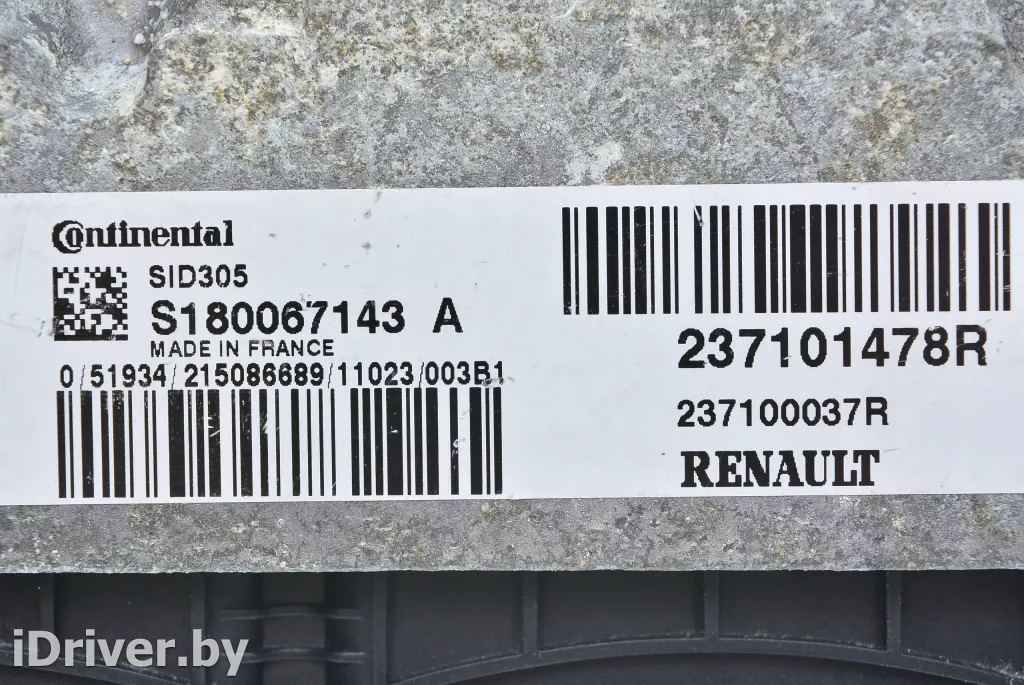 Continental
SID305
S180067143 A
MADE IN FRANCE
0/51934/215086689/11023/003B1
237101478R
237100037R
RENAULT
iDriver.by